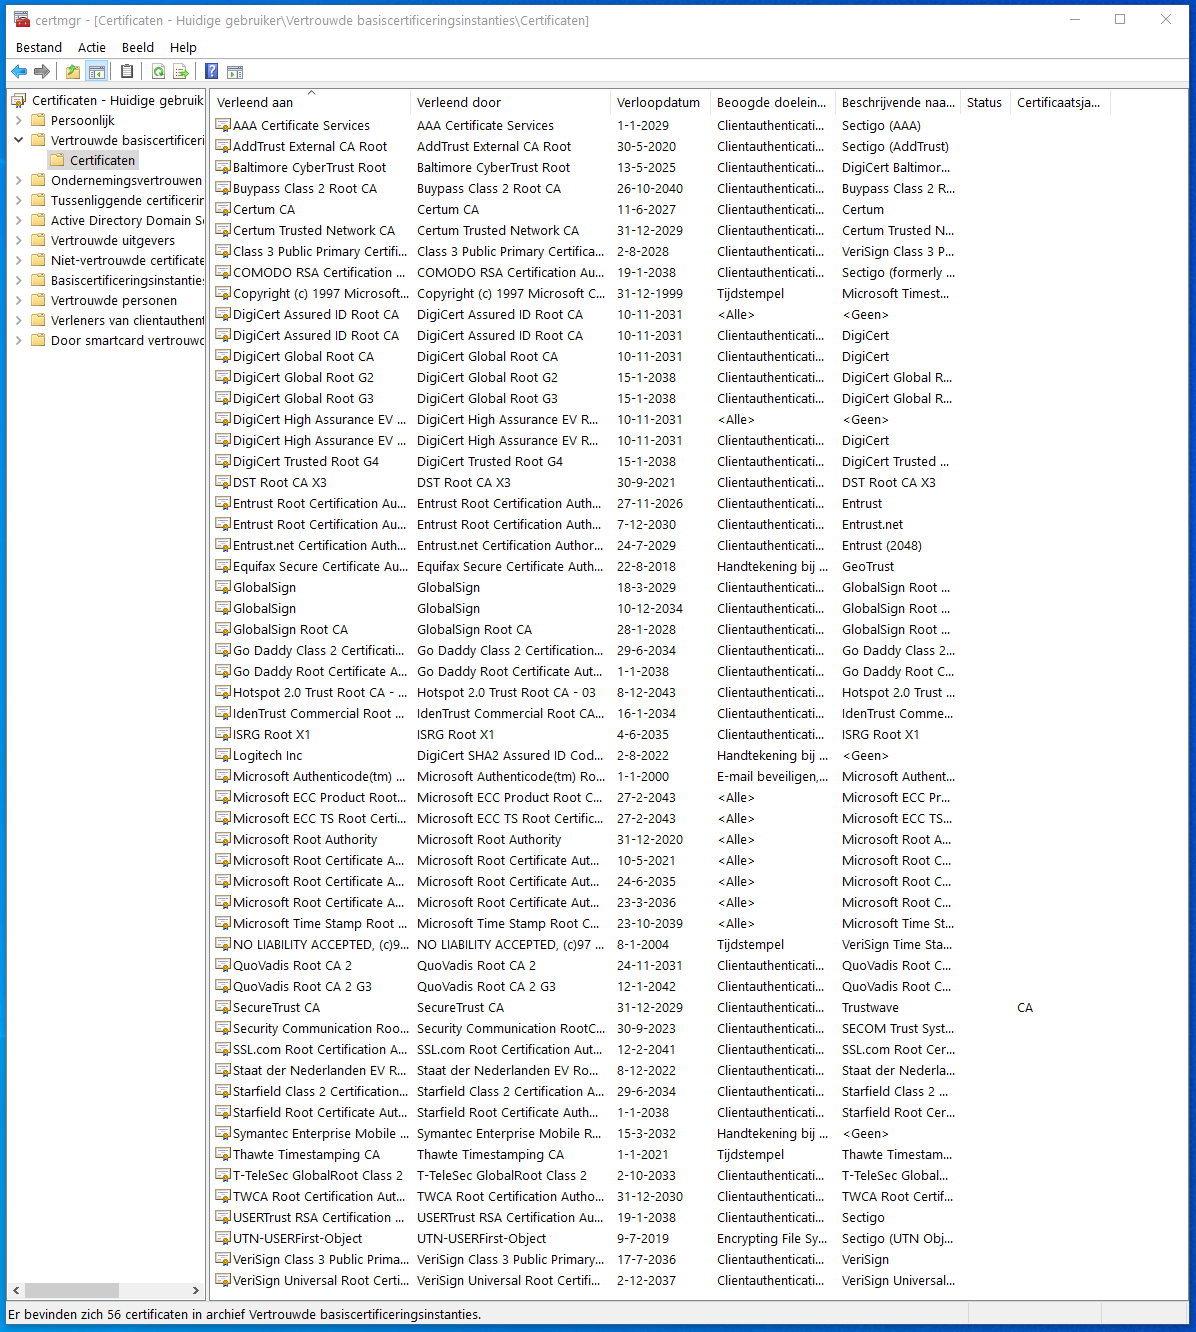 certmgr - [Certificaten - Huidige gebruiker\Vertrouwde basiscertificeringsinstanties\Certificaten]
Bestand Actie Beeld Help
Certificaten - Huidige gebruik
Persoonlijk
Vertrouwde basiscertificeri
Certificaten
Ondernemingsvertrouwen
Tussenliggende certificerin
Active Directory Domain Se
Vertrouwde uitgevers
Niet-vertrouwde certificate
Basiscertificeringsinstanties
Vertrouwde personen
Verleners van clientauthent
Door smartcard vertrouwd
Verleend aan Verleend door Verloopdatum Beoogde doelein... Beschrijvende naa... Status Certificaatsja...
AAA Certificate Services AAA Certificate Services 1-1-2029 Clientauthenticati... Sectigo (AAA)
AddTrust External CA Root AddTrust External CA Root 30-5-2020 Clientauthenticati... Sectigo (AddTrust)
Baltimore CyberTrust Root Baltimore CyberTrust Root 13-5-2025 Clientauthenticati... DigiCert Baltimor...
Buypass Class 2 Root CA Buypass Class 2 Root CA 26-10-2040 Clientauthenticati... Buypass Class 2 R...
Certum CA Certum CA 11-6-2027 Clientauthenticati... Certum
Certum Trusted Network CA Certum Trusted Network CA 31-12-2029 Clientauthenticati... Certum Trusted N...
Class 3 Public Primary Certifi... Class 3 Public Primary Certifica... 2-8-2028 Clientauthenticati... VeriSign Class 3 P...
COMODO RSA Certification ... COMODO RSA Certification Au... 19-1-2038 Clientauthenticati... Sectigo (formerly ...
Copyright (c) 1997 Microsoft... Copyright (c) 1997 Microsoft C... 31-12-1999 Tijdstempel Microsoft Timest...
DigiCert Assured ID Root CA DigiCert Assured ID Root CA 10-11-2031 <Alle> <Geen>
DigiCert Assured ID Root CA DigiCert Assured ID Root CA 10-11-2031 Clientauthenticati... DigiCert
DigiCert Global Root CA DigiCert Global Root CA 10-11-2031 Clientauthenticati... DigiCert
DigiCert Global Root G2 DigiCert Global Root G2 15-1-2038 Clientauthenticati... DigiCert Global R...
DigiCert Global Root G3 DigiCert Global Root G3 15-1-2038 Clientauthenticati... DigiCert Global R...
DigiCert High Assurance EV ... DigiCert High Assurance EV R... 10-11-2031 <Alle> <Geen>
DigiCert High Assurance EV ... DigiCert High Assurance EV R... 10-11-2031 Clientauthenticati... DigiCert
DigiCert Trusted Root G4 DigiCert Trusted Root G4 15-1-2038 Clientauthenticati... DigiCert Trusted ...
DST Root CA X3 DST Root CA X3 30-9-2021 Clientauthenticati... DST Root CA X3
Entrust Root Certification Au... Entrust Root Certification Auth... 27-11-2026 Clientauthenticati... Entrust
Entrust Root Certification Au... Entrust Root Certification Auth... 7-12-2030 Clientauthenticati... Entrust.net
Entrust.net Certification Auth... Entrust.net Certification Author... 24-7-2029 Clientauthenticati... Entrust (2048)
Equifax Secure Certificate Au... Equifax Secure Certificate Auth... 22-8-2018 Handtekening bij ... GeoTrust
GlobalSign GlobalSign 18-3-2029 Clientauthenticati... GlobalSign Root ...
GlobalSign GlobalSign 10-12-2034 Clientauthenticati... GlobalSign Root ...
GlobalSign Root CA GlobalSign Root CA 28-1-2028 Clientauthenticati... GlobalSign Root ...
Go Daddy Class 2 Certificati... Go Daddy Class 2 Certification... 29-6-2034 Clientauthenticati... Go Daddy Class 2...
Go Daddy Root Certificate A... Go Daddy Root Certificate Aut... 1-1-2038 Clientauthenticati... Go Daddy Root C...
Hotspot 2.0 Trust Root CA - ... Hotspot 2.0 Trust Root CA - 03 8-12-2043 Clientauthenticati... Hotspot 2.0 Trust ...
IdenTrust Commercial Root ... IdenTrust Commercial Root CA... 16-1-2034 Clientauthenticati... IdenTrust Comme...
ISRG Root X1 ISRG Root X1 4-6-2035 Clientauthenticati... ISRG Root X1
Logitech Inc DigiCert SHA2 Assured ID Cod... 2-8-2022 Handtekening bij ... <Geen>
Microsoft Authenticode(tm) ... Microsoft Authenticode(tm) Ro... 1-1-2000 E-mail beveiligen,... Microsoft Authent...
Microsoft ECC Product Root... Microsoft ECC Product Root C... 27-2-2043 <Alle> Microsoft ECC Pr...
Microsoft ECC TS Root Certi... Microsoft ECC TS Root Certific... 27-2-2043 <Alle> Microsoft ECC TS...
Microsoft Root Authority Microsoft Root Authority 31-12-2020 <Alle> Microsoft Root A...
Microsoft Root Certificate A... Microsoft Root Certificate Aut... 10-5-2021 <Alle> Microsoft Root C...
Microsoft Root Certificate A... Microsoft Root Certificate Aut... 24-6-2035 <Alle> Microsoft Root C...
Microsoft Root Certificate A... Microsoft Root Certificate Aut... 23-3-2036 <Alle> Microsoft Root C...
Microsoft Time Stamp Root ... Microsoft Time Stamp Root C... 23-10-2039 <Alle> Microsoft Time St...
NO LIABILITY ACCEPTED, (c)9... NO LIABILITY ACCEPTED, (c)97 ... 8-1-2004 Tijdstempel VeriSign Time Sta...
QuoVadis Root CA 2 QuoVadis Root CA 2 24-11-2031 Clientauthenticati... QuoVadis Root C...
QuoVadis Root CA 2 G3 QuoVadis Root CA 2 G3 12-1-2042 Clientauthenticati... QuoVadis Root C...
SecureTrust CA SecureTrust CA 31-12-2029 Clientauthenticati... Trustwave CA
Security Communication Roo... Security Communication RootC... 30-9-2023 Clientauthenticati... SECOM Trust Syst...
SSL.com Root Certification A... SSL.com Root Certification Aut... 12-2-2041 Clientauthenticati... SSL.com Root Cer...
Staat der Nederlanden EV R... Staat der Nederlanden EV Ro... 8-12-2022 Clientauthenticati... Staat der Nederla...
Starfield Class 2 Certification... Starfield Class 2 Certification A... 29-6-2034 Clientauthenticati... Starfield Class 2 ...
Starfield Root Certificate Aut... Starfield Root Certificate Auth... 1-1-2038 Clientauthenticati... Starfield Root Cer...
Symantec Enterprise Mobile ... Symantec Enterprise Mobile R... 15-3-2032 Handtekening bij ... <Geen>
Thawte Timestamping CA Thawte Timestamping CA 1-1-2021 Tijdstempel Thawte Timestam...
T-TeleSec GlobalRoot Class 2 T-TeleSec GlobalRoot Class 2 2-10-2033 Clientauthenticati... T-TeleSec Global...
TWCA Root Certification Aut... TWCA Root Certification Autho... 31-12-2030 Clientauthenticati... TWCA Root Certif...
USERTrust RSA Certification ... USERTrust RSA Certification Au... 19-1-2038 Clientauthenticati... Sectigo
UTN-USERFirst-Object UTN-USERFirst-Object 9-7-2019 Encrypting File Sy... Sectigo (UTN Obj...
VeriSign Class 3 Public Prima... VeriSign Class 3 Public Primary... 17-7-2036 Clientauthenticati... VeriSign
VeriSign Universal Root Certi... VeriSign Universal Root Certifi... 2-12-2037 Clientauthenticati... VeriSign Universal...
Er bevinden zich 56 certificaten in archief Vertrouwde basiscertificeringsinstanties.